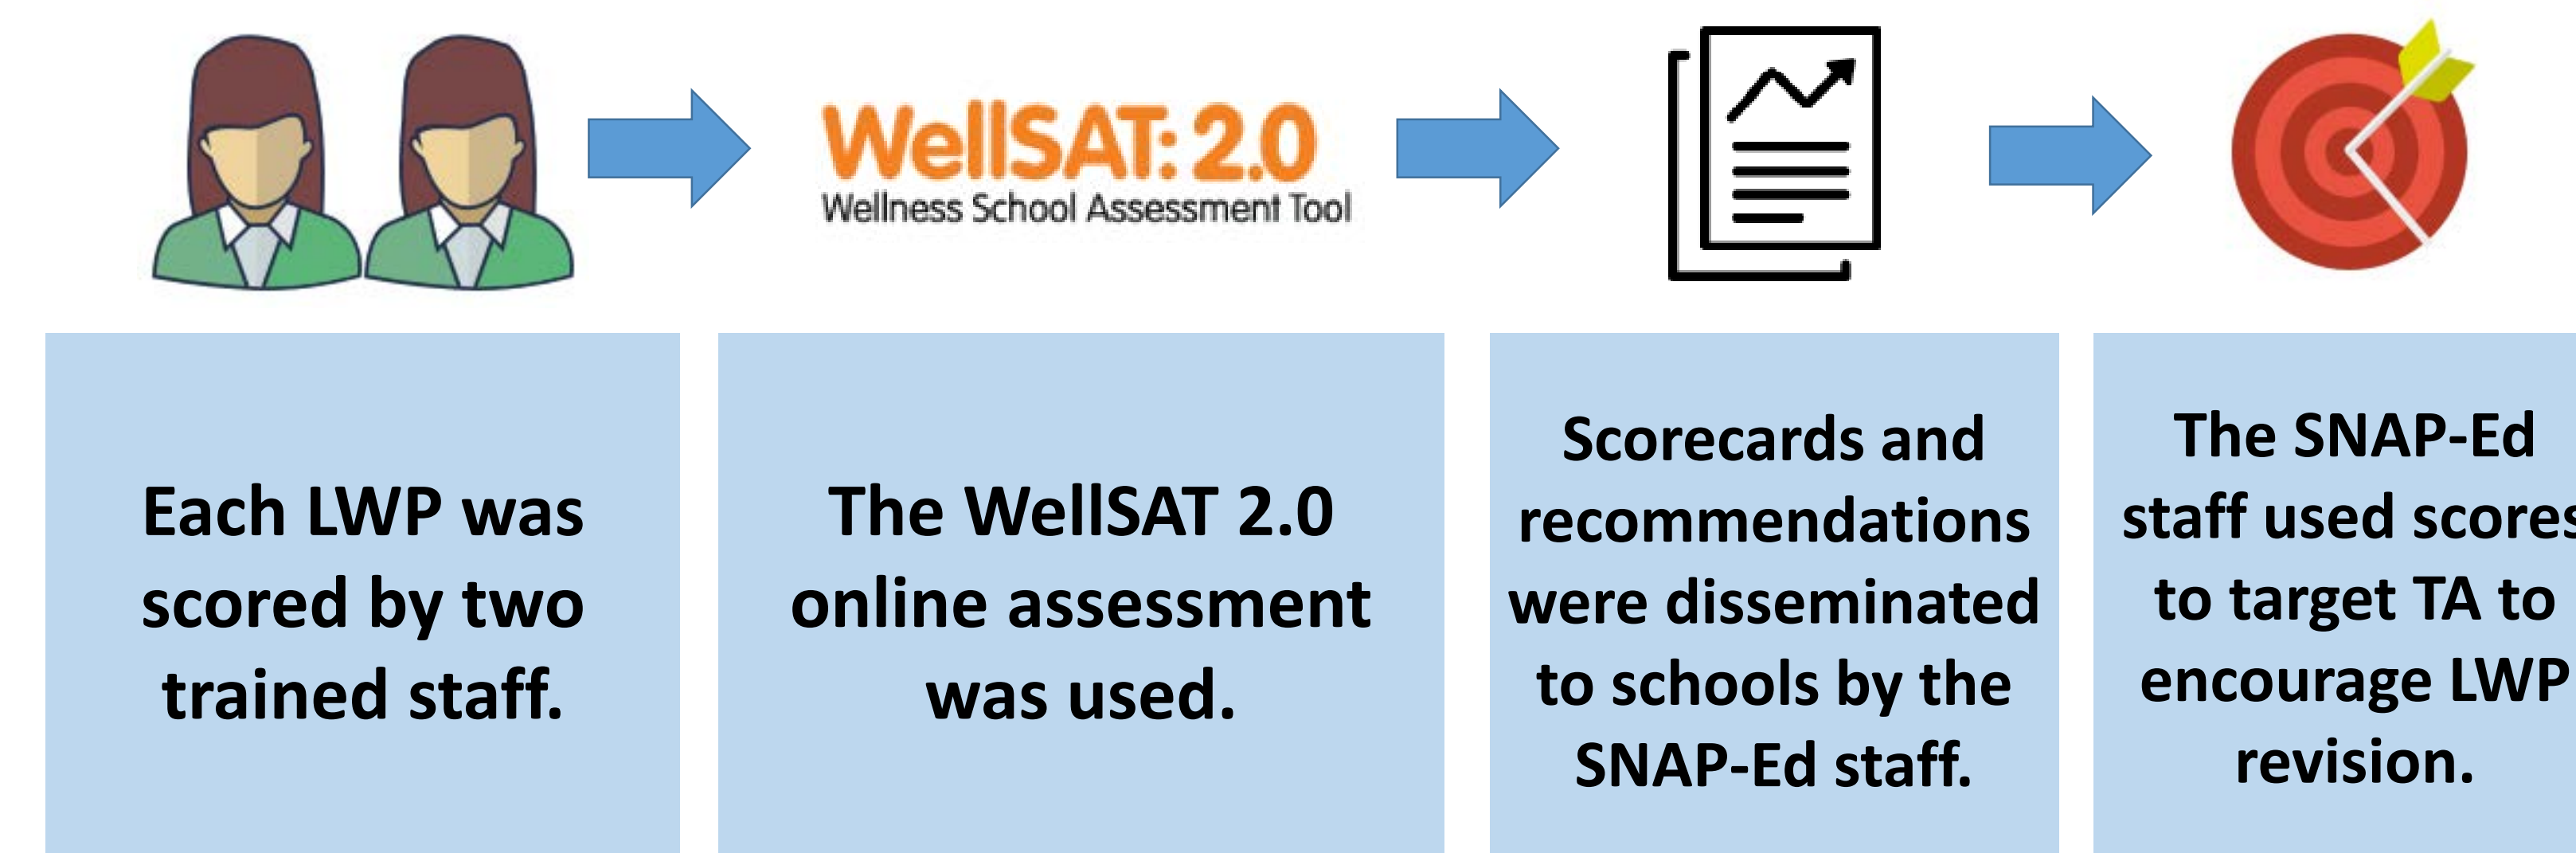 WellSAT: 2.0
Wellness School Assessment Tool
Each LWP was
scored by two
trained staff.
The WellSAT 2.0
online assessment
was used.
Scorecards and
recommendations
were disseminated
to schools by the
SNAP-Ed staff.
The SNAP-Ed
staff used scores
to target TA to
encourage LWP
revision.